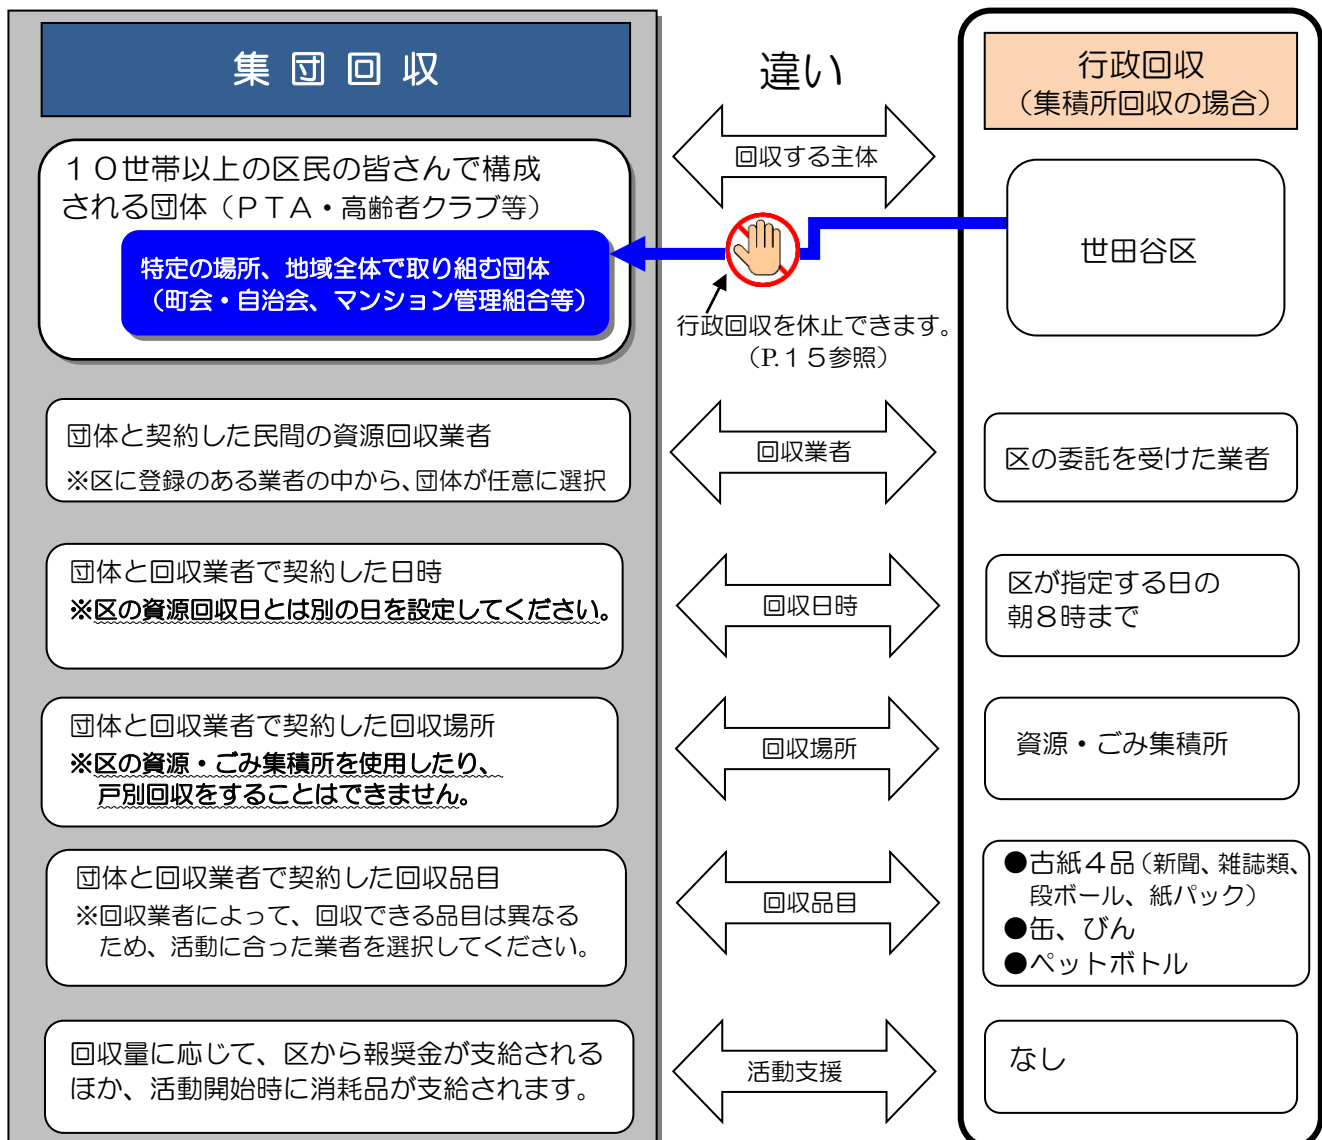 集団回収
違い
行政回収
（集積所回収の場合）
１０世帯以上の区民の皆さんで構成
される団体（ＰＴＡ・高齢者クラブ等）
特定の場所、地域全体で取り組む団体
（町会・自治会、マンション管理組合等）
回収する主体
世田谷区
行政回収を休止できます。
（P.１５参照）
団体と契約した民間の資源回収業者
※区に登録のある業者の中から、団体が任意に選択
回収業者
区の委託を受けた業者
団体と回収業者で契約した日時
※区の資源回収日とは別の日を設定してください。
回収日時
区が指定する日の
朝８時まで
団体と回収業者で契約した回収場所
※区の資源・ごみ集積所を使用したり、
戸別回収をすることはできません。
回収場所
資源・ごみ集積所
団体と回収業者で契約した回収品目
※回収業者によって、回収できる品目は異なる
ため、活動に合った業者を選択してください。
回収品目
●古紙４品（新聞、雑誌類、
段ボール、紙パック）
●缶、びん
●ペットボトル
回収量に応じて、区から報奨金が支給される
ほか、活動開始時に消耗品が支給されます。
活動支援
なし